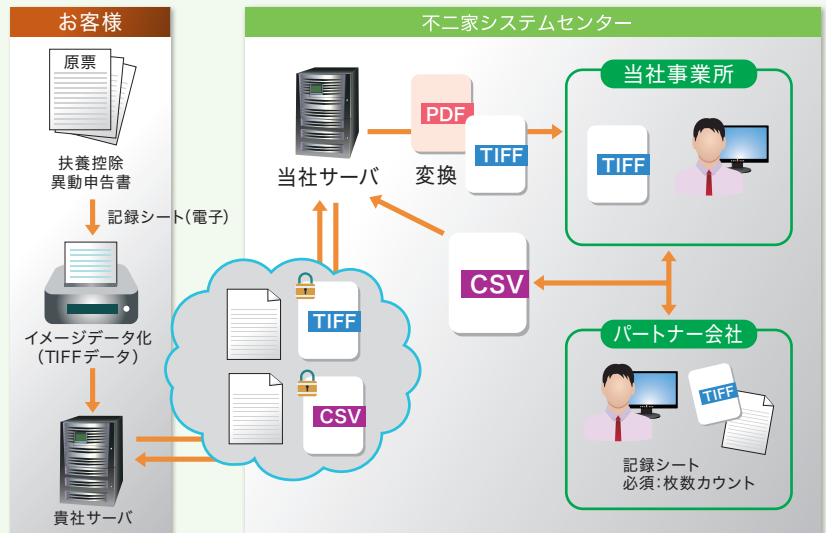 お客様
原票
扶養控除
異動申告書
記録シート(電子)
イメージデータ化
(TIFFデータ)
貴社サーバ
TIFF
CSV
不二家システムセンター
当社サーバ
PDF
TIFF
変換
当社事業所
TIFF
CSV
パートナー会社
TIFF
記録シート
必須:枚数カウント